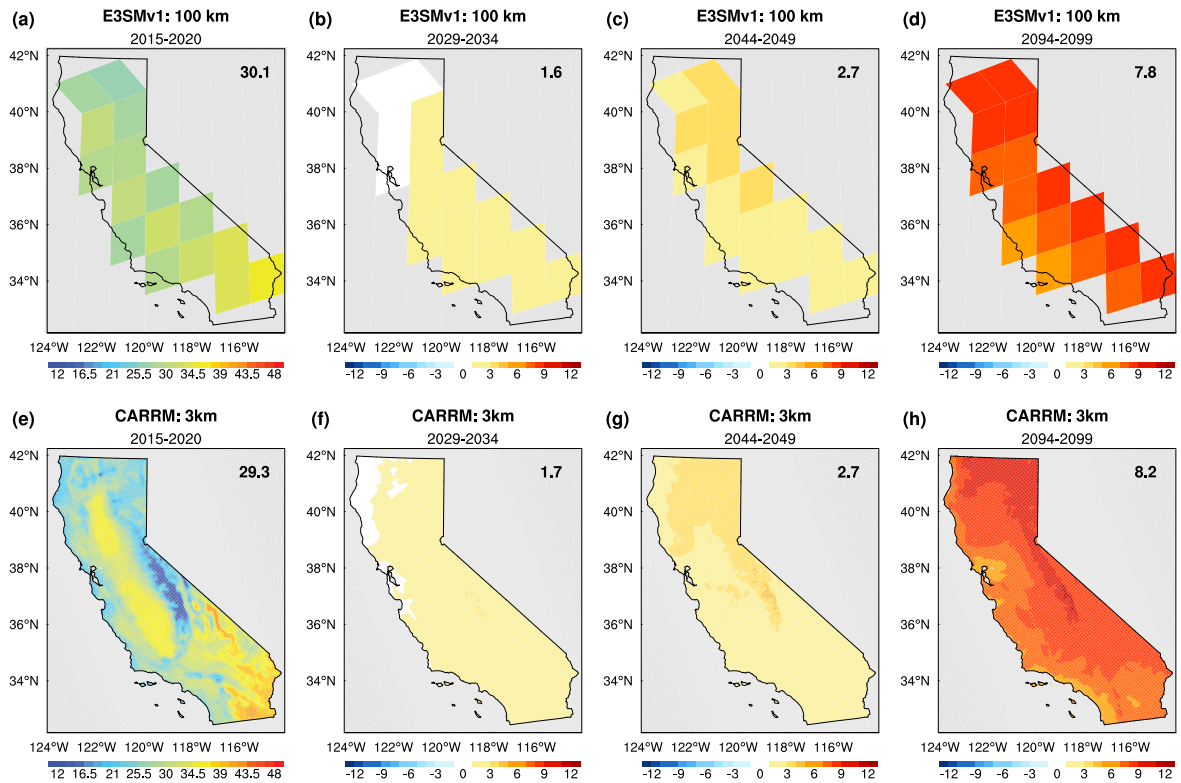 (a) E3SMv1: 100 km
2015-2020
30.1
42°N
40°N
38°N
36°N
34°N
124°W 122°W 120°W 118°W 116°W
12 16.5 21 25.5 30 34.5 39 43.5 48
(b) E3SMv1: 100 km
2029-2034
1.6
42°N
40°N
38°N
36°N
34°N
124°W 122°W 120°W 118°W 116°W
-12 -9 -6 -3 0 3 6 9 12
(c) E3SMv1: 100 km
2044-2049
2.7
42°N
40°N
38°N
36°N
34°N
124°W 122°W 120°W 118°W 116°W
-12 -9 -6 -3 0 3 6 9 12
(d) E3SMv1: 100 km
2094-2099
7.8
42°N
40°N
38°N
36°N
34°N
124°W 122°W 120°W 118°W 116°W
-12 -9 -6 -3 0 3 6 9 12
(e) CARRM: 3km
2015-2020
29.3
42°N
40°N
38°N
36°N
34°N
124°W 122°W 120°W 118°W 116°W
12 16.5 21 25.5 30 34.5 39 43.5 48
(f) CARRM: 3km
2029-2034
1.7
42°N
40°N
38°N
36°N
34°N
124°W 122°W 120°W 118°W 116°W
-12 -9 -6 -3 0 3 6 9 12
(g) CARRM: 3km
2044-2049
2.7
42°N
40°N
38°N
36°N
34°N
124°W 122°W 120°W 118°W 116°W
-12 -9 -6 -3 0 3 6 9 12
(h) CARRM: 3km
2094-2099
8.2
42°N
40°N
38°N
36°N
34°N
124°W 122°W 120°W 118°W 116°W
-12 -9 -6 -3 0 3 6 9 12